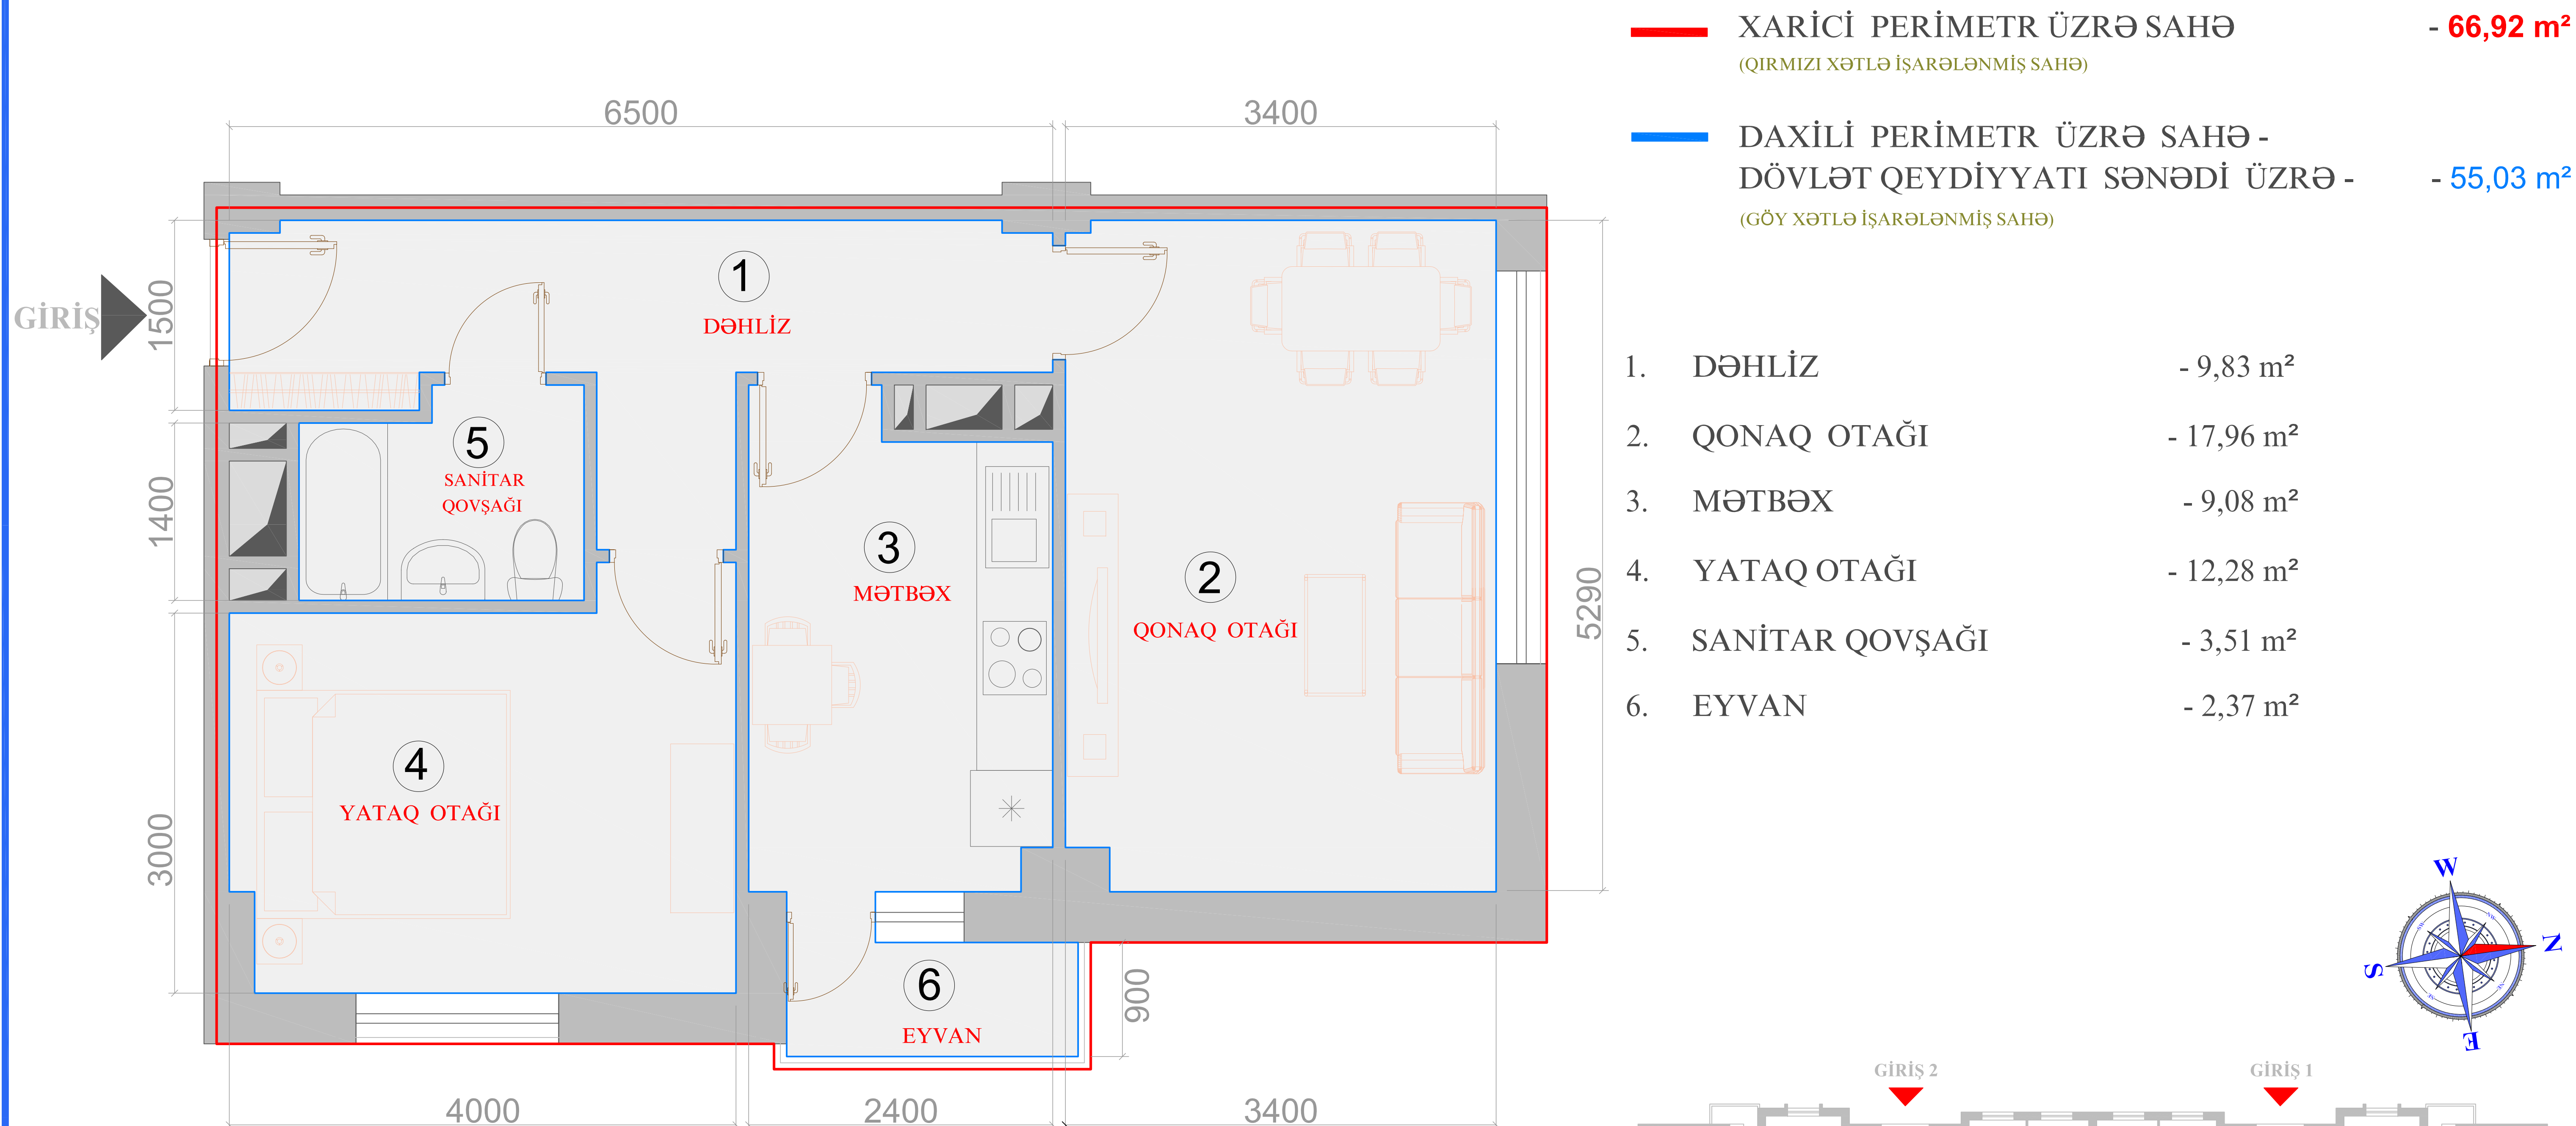 XARİCİ PERİMETR ÜZRƏ SAHƏ - 66,92 m²
(QIRMIZI XƏTLƏ İŞARƏLƏNMİŞ SAHƏ)
DAXİLİ PERİMETR ÜZRƏ SAHƏ -
DÖVLƏT QEYDİYYATI SƏNƏDİ ÜZRƏ - - 55,03 m²
(GÖY XƏTLƏ İŞARƏLƏNMİŞ SAHƏ)
6500
3400
GİRİŞ
1500
1400
3000
1
DƏHLİZ
5
SANİTAR
QOVŞAĞI
3
MƏTBƏX
2
QONAQ OTAĞI
4
YATAQ OTAĞI
6
EYVAN
5290
900
4000
2400
3400
1. DƏHLİZ - 9,83 m²
2. QONAQ OTAĞI - 17,96 m²
3. MƏTBƏX - 9,08 m²
4. YATAQ OTAĞI - 12,28 m²
5. SANİTAR QOVŞAĞI - 3,51 m²
6. EYVAN - 2,37 m²
W
N
S
E
GİRİŞ 2
GİRİŞ 1